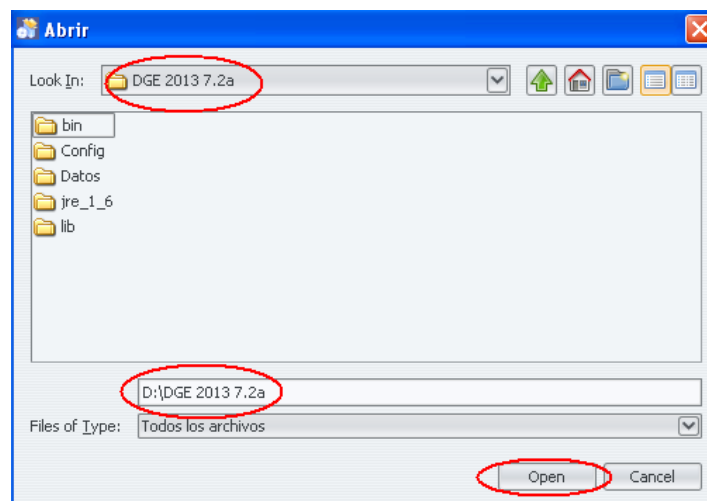 Abrir
Look In: DGE 2013 7.2a
bin
Config
Datos
jre_1_6
lib
D:\DGE 2013 7.2a
Files of Type: Todos los archivos
Open Cancel